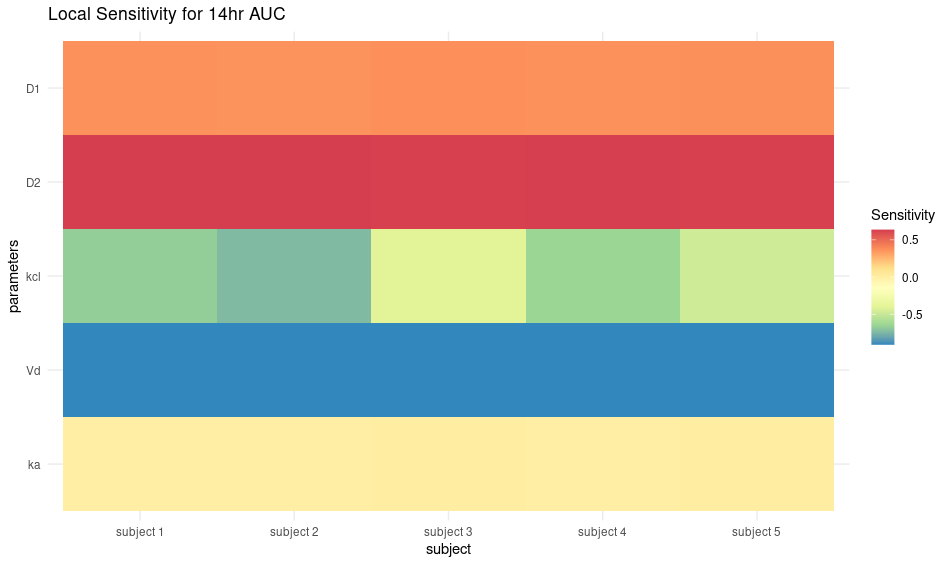 Local Sensitivity for 14hr AUC
parameters
D1
D2
kcl
Vd
ka
subject 1
subject 2
subject 3
subject 4
subject 5
subject
Sensitivity
0.5
0.0
-0.5